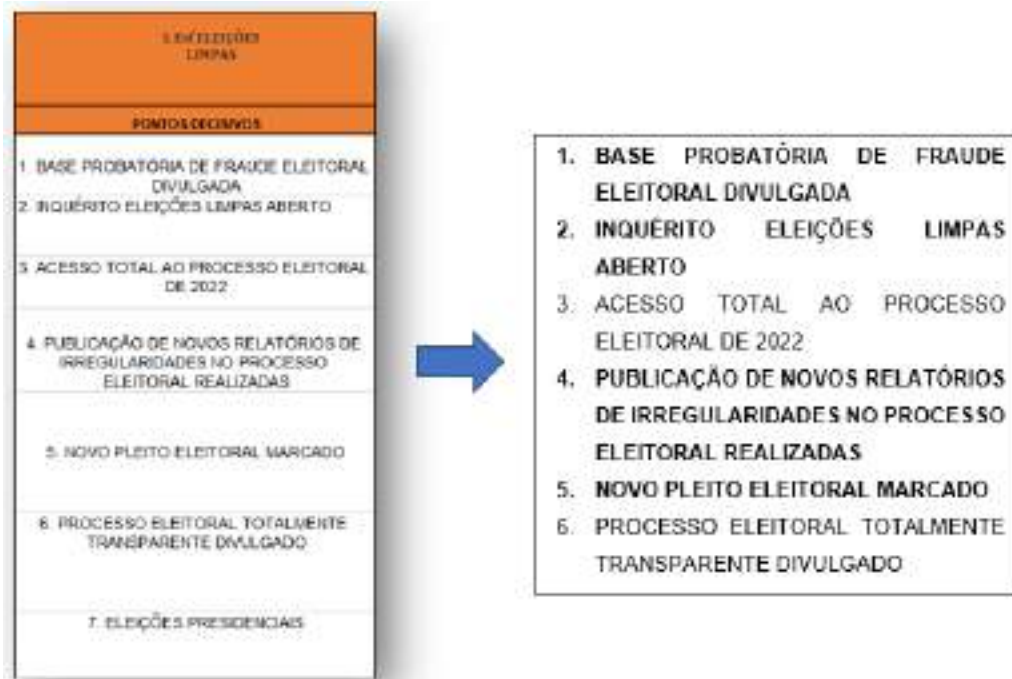 LIMPAS
PONTOS DECISIVOS
1. BASE PROBATÓRIA DE FRAUDE ELEITORAL
DIVULGADA
2. INQUÉRITO ELEIÇÕES LIMPAS ABERTO
3. ACESSO TOTAL AO PROCESSO ELEITORAL
DE 2022
4. PUBLICAÇÃO DE NOVOS RELATÓRIOS DE
IRREGULARIDADES NO PROCESSO
ELEITORAL REALIZADAS
5. NOVO PLEITO ELEITORAL MARCADO
6. PROCESSO ELEITORAL TOTALMENTE
TRANSPARENTE DIVULGADO
7. ELEIÇÕES PRESIDENCIAIS
1. BASE PROBATÓRIA DE FRAUDE
ELEITORAL DIVULGADA
2. INQUÉRITO ELEIÇÕES LIMPAS
ABERTO
3. ACESSO TOTAL AO PROCESSO
ELEITORAL DE 2022
4. PUBLICAÇÃO DE NOVOS RELATÓRIOS
DE IRREGULARIDADES NO PROCESSO
ELEITORAL REALIZADAS
5. NOVO PLEITO ELEITORAL MARCADO
6. PROCESSO ELEITORAL TOTALMENTE
TRANSPARENTE DIVULGADO